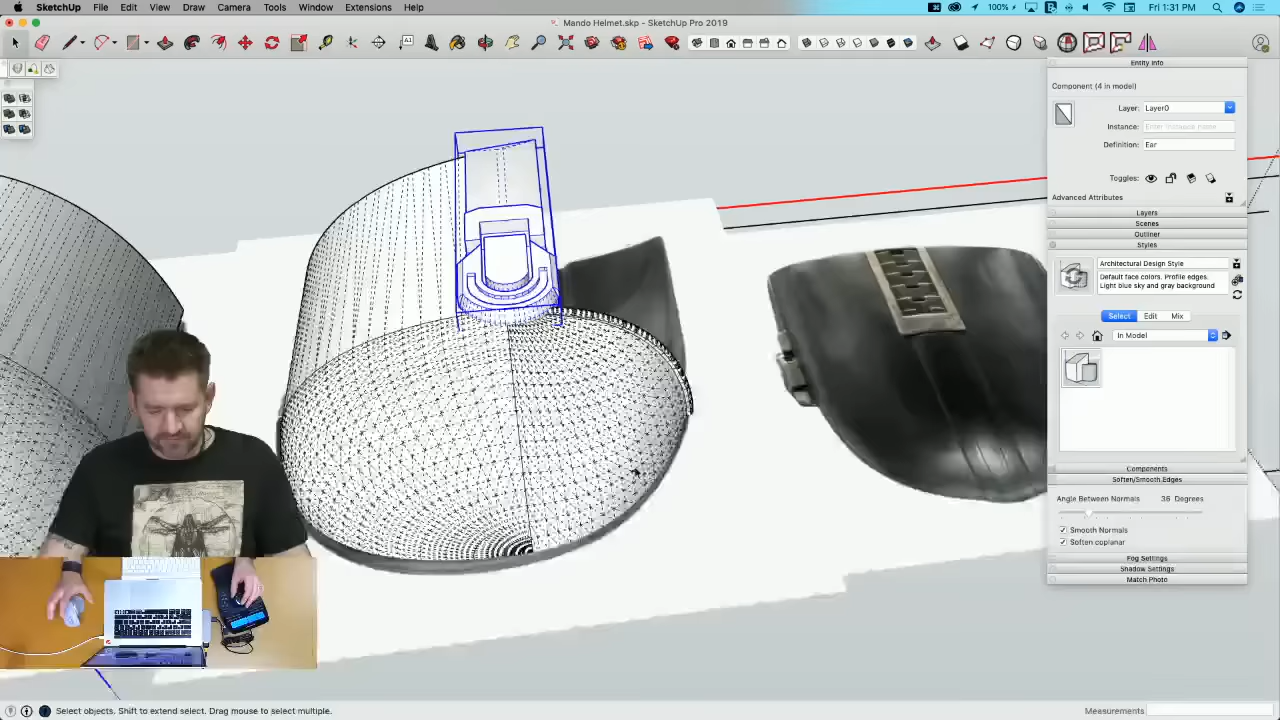 SketchUp File Edit View Draw Camera Tools Window Extensions Help
100% Fri 1:31 PM
Mando Helmet.skp - SketchUp Pro 2019
Entity Info
Component (4 in model)
Layer: Layer0
Instance: Enter instance name
Definition: Ear
Toggles:
Advanced Attributes
Layers
Scenes
Outliner
Styles
Architectural Design Style
Default face colors. Profile edges.
Light blue sky and gray background
Select Edit Mix
In Model
Components
Soften/Smooth Edges
Angle Between Normals 36 Degrees
Smooth Normals
Soften coplanar
Fog Settings
Shadow Settings
Match Photo
Select objects. Shift to extend select. Drag mouse to select multiple.
Measurements